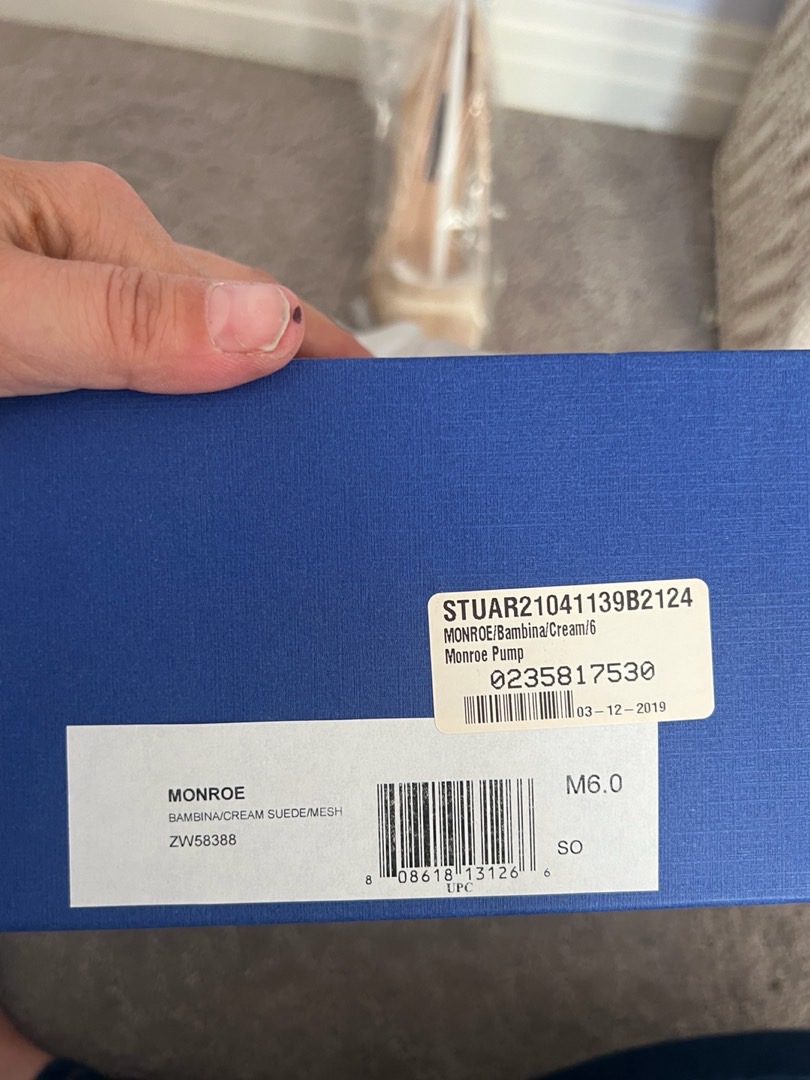 STUAR21041139B2124
MONROE/Bambina/Cream/6
Monroe Pump
0235817530
03-12-2019
MONROE
BAMBINA/CREAM SUEDE/MESH
ZW58388
8 08618 13126 6
UPC
M6.0
SO